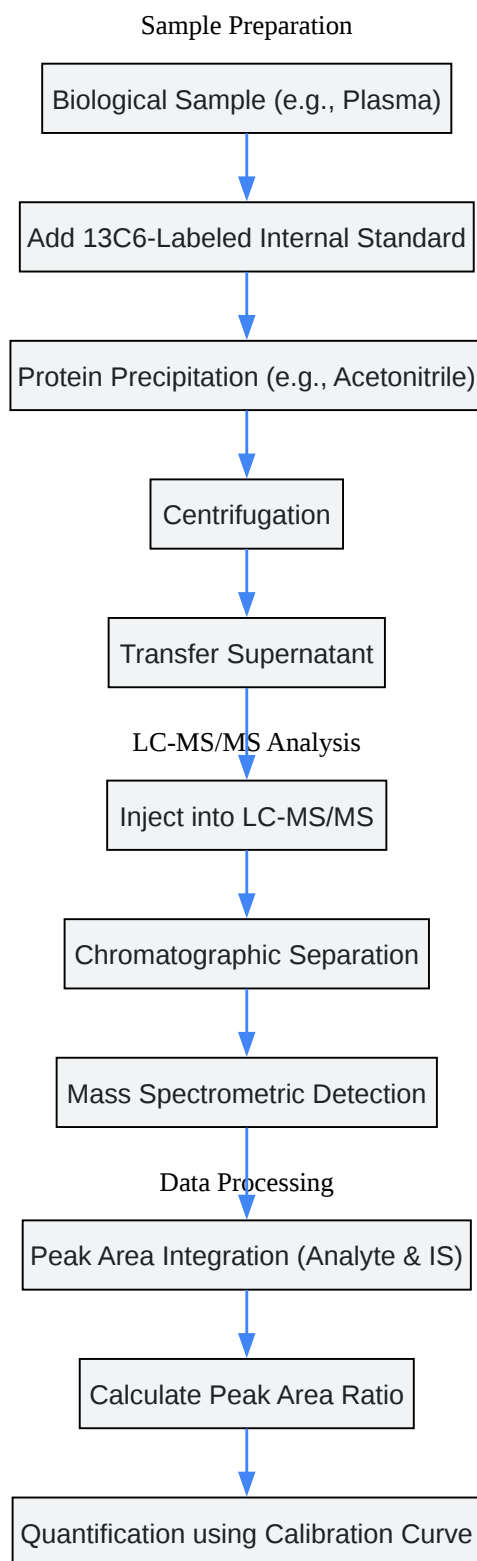 Sample Preparation
Biological Sample (e.g., Plasma)
Add 13C6-Labeled Internal Standard
Protein Precipitation (e.g., Acetonitrile)
Centrifugation
Transfer Supernatant
LC-MS/MS Analysis
Inject into LC-MS/MS
Chromatographic Separation
Mass Spectrometric Detection
Data Processing
Peak Area Integration (Analyte & IS)
Calculate Peak Area Ratio
Quantification using Calibration Curve